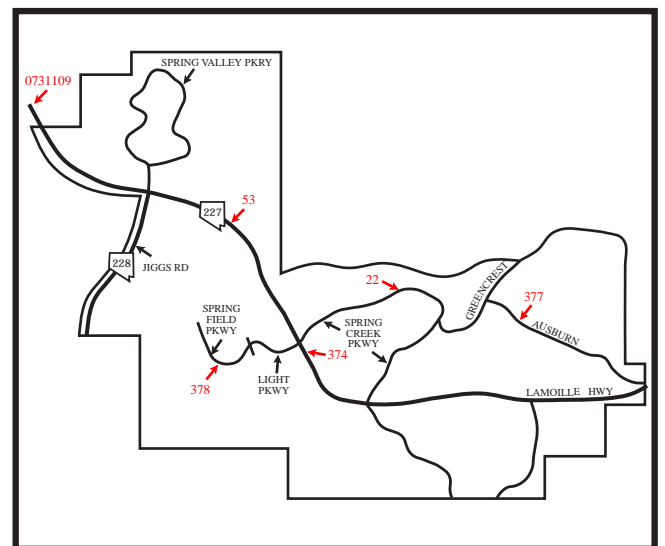 SPRING VALLEY PKRY
0731109
53
227
228
JIGGS RD
22
GREENCREST
377
AUSBURN
SPRING
FIELD
PKWY
SPRING
CREEK
PKWY
374
378
LIGHT
PKWY
LAMOILLE HWY